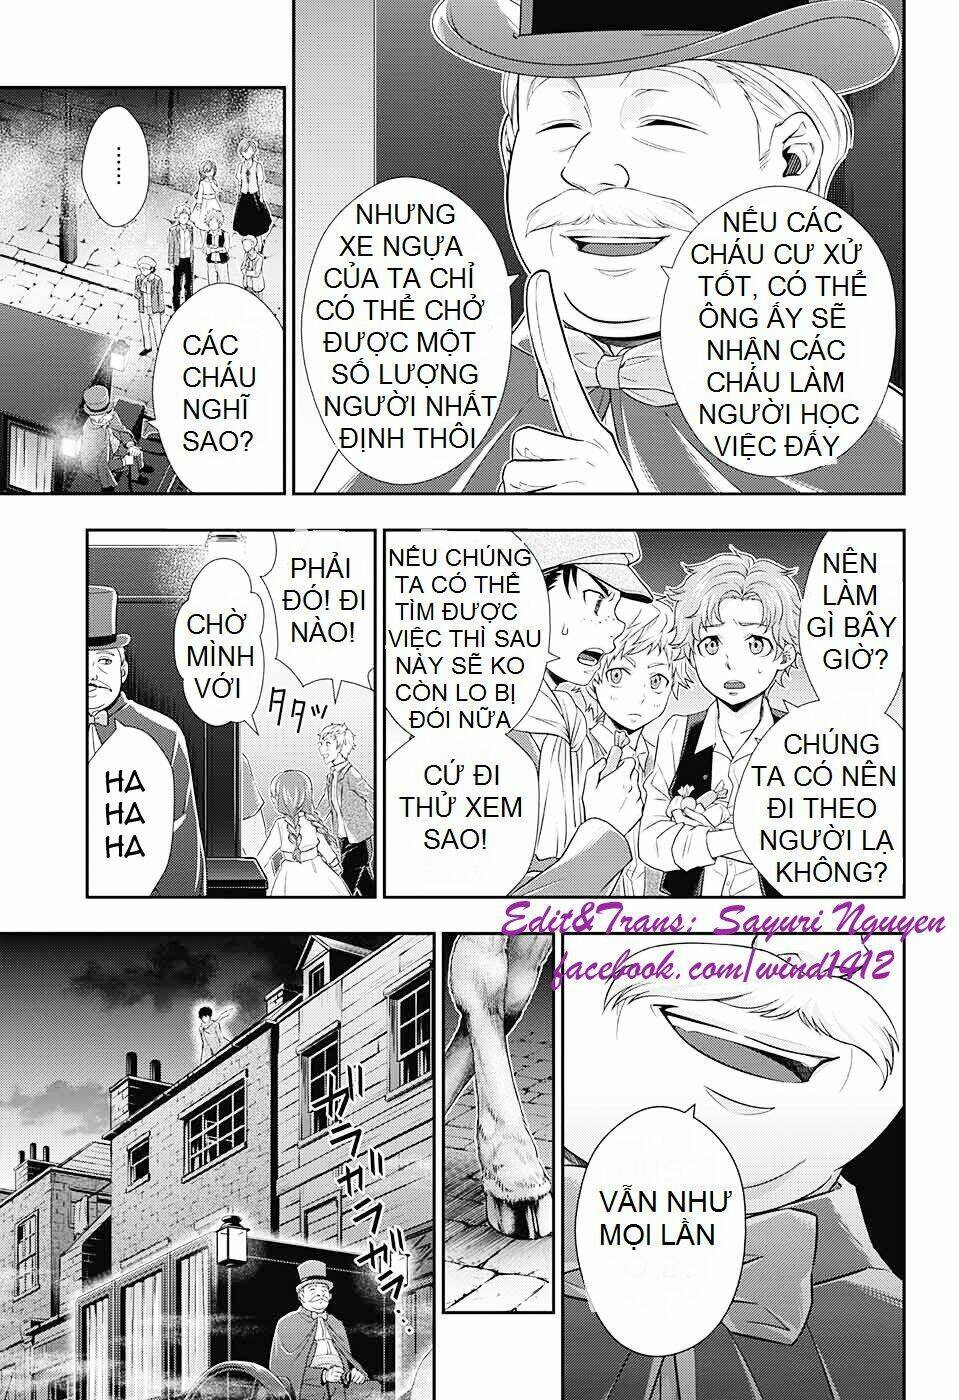 NẾU CÁC
CHÁU CƯ XỬ
TỐT, CÓ THỂ
ÔNG ẤY SẼ
NHẬN CÁC
CHÁU LÀM
NGƯỜI HỌC
VIỆC ĐẤY
NHƯNG
XE NGỰA
CỦA TA CHỈ
CÓ THỂ CHỞ
ĐƯỢC MỘT
SỐ LƯỢNG
NGƯỜI NHẤT
ĐỊNH THÔI
......
CÁC
CHÁU
NGHĨ
SAO?
NÊN
LÀM
GÌ BÂY
GIỜ?
CHÚNG
TA CÓ NÊN
ĐI THEO
NGƯỜI LẠ
KHÔNG?
NẾU CHÚNG
TA CÓ THỂ
TÌM ĐƯỢC
VIỆC THÌ SAU
NÀY SẼ KO
CÒN LO BỊ
ĐÓI NỮA
CỨ ĐI
THỬ XEM
SAO!
PHẢI
ĐÓ! ĐI
NÀO!
CHỜ
MÌNH
VỚI
タタッ
HA
HA
HA
Edit&Trans: Sayuri Nguyen
facebook.com/wind1412
VẪN NHƯ
MỌI LẦN
ガラガラガラ…